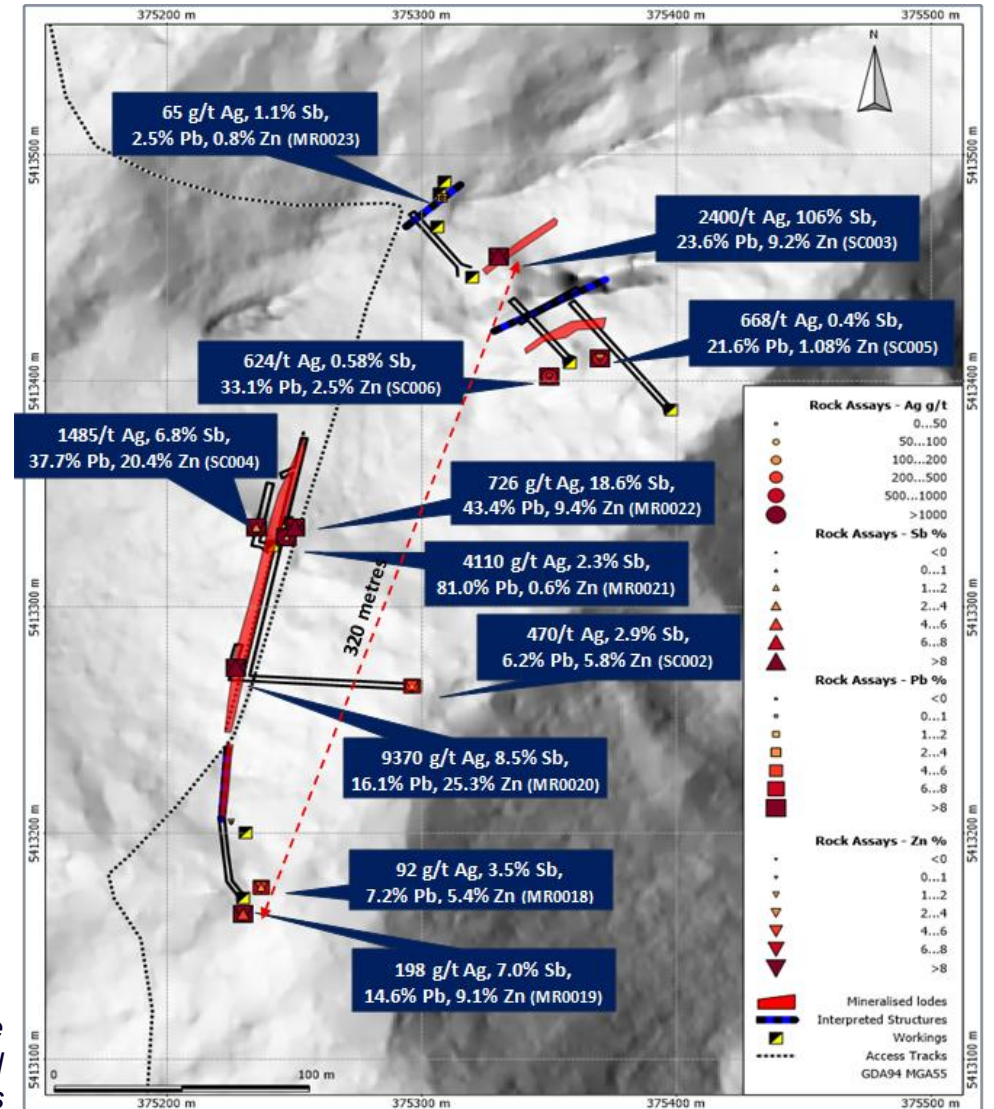 375200 m
375300 m
375400 m
375500 m
N
5413500 m
5413500 m
5413400 m
5413400 m
5413300 m
5413300 m
5413200 m
5413200 m
5413100 m
5413100 m
65 g/t Ag, 1.1% Sb,
2.5% Pb, 0.8% Zn (MR0023)
2400/t Ag, 106% Sb,
23.6% Pb, 9.2% Zn (SC003)
668/t Ag, 0.4% Sb,
21.6% Pb, 1.08% Zn (SC005)
624/t Ag, 0.58% Sb,
33.1% Pb, 2.5% Zn (SC006)
1485/t Ag, 6.8% Sb,
37.7% Pb, 20.4% Zn (SC004)
726 g/t Ag, 18.6% Sb,
43.4% Pb, 9.4% Zn (MR0022)
4110 g/t Ag, 2.3% Sb,
81.0% Pb, 0.6% Zn (MR0021)
320 metres
470/t Ag, 2.9% Sb,
6.2% Pb, 5.8% Zn (SC002)
9370 g/t Ag, 8.5% Sb,
16.1% Pb, 25.3% Zn (MR0020)
92 g/t Ag, 3.5% Sb,
7.2% Pb, 5.4% Zn (MR0018)
198 g/t Ag, 7.0% Sb,
14.6% Pb, 9.1% Zn (MR0019)
Rock Assays - Ag g/t
0...50
50...100
100...200
200...500
500...1000
>1000
Rock Assays - Sb %
<0
0...1
1...2
2...4
4...6
6...8
>8
Rock Assays - Pb %
<0
0...1
1...2
2...4
4...6
6...8
>8
Rock Assays - Zn %
<0
0...1
1...2
2...4
4...6
6...8
>8
Mineralised lodes
Interpreted Structures
Workings
Access Tracks
GDA94 MGA55
0
100 m
375200 m
375300 m
375400 m
375500 m